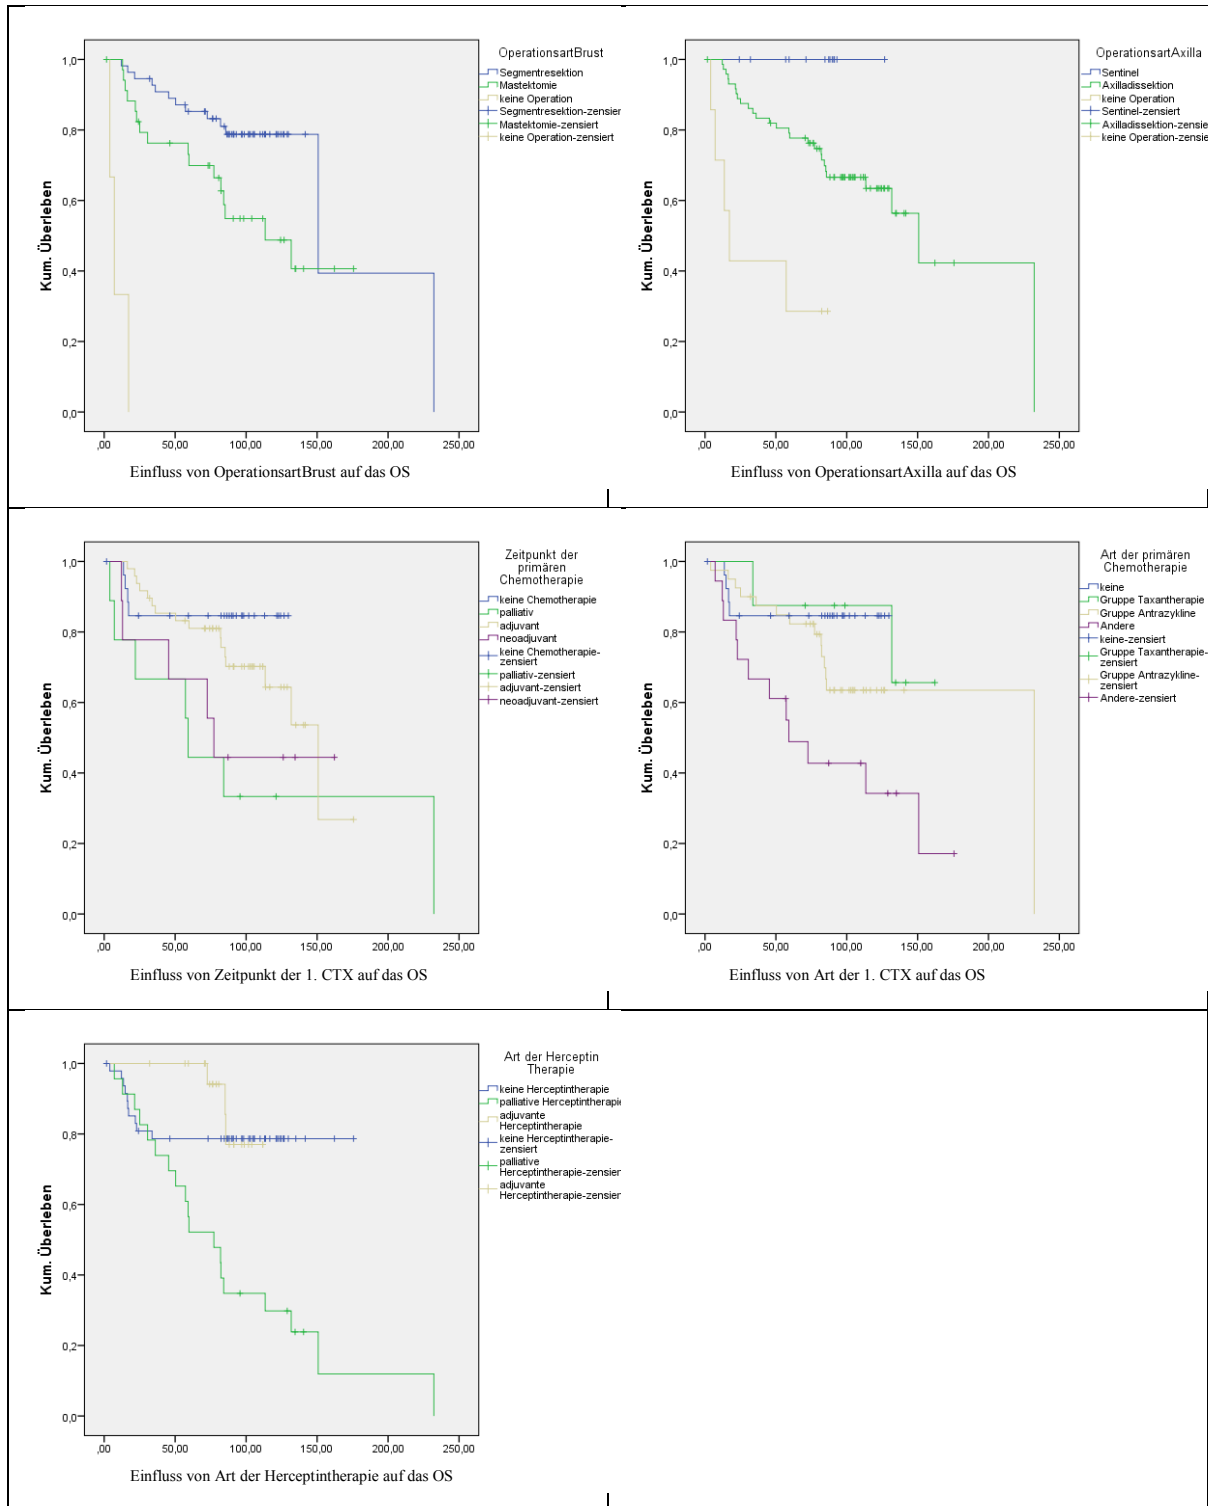 OperationsartBrust
Segmentresektion
Mastektomie
keine Operation
Segmentresektion-zensiert
Mastektomie-zensiert
keine Operation-zensiert
Kum. Überleben
1,0
0,8
0,6
0,4
0,2
0,0
,00
50,00
100,00
150,00
200,00
250,00
Einfluss von OperationsartBrust auf das OS
OperationsartAxilla
Sentinel
Axilladissektion
keine Operation
Sentinel-zensiert
Axilladissektion-zensie
keine Operation-zensie
Kum. Überleben
1,0
0,8
0,6
0,4
0,2
0,0
,00
50,00
100,00
150,00
200,00
250,00
Einfluss von OperationsartAxilla auf das OS
Zeitpunkt der
primären
Chemotherapie
keine Chemotherapie
palliativ
adjuvant
neoadjuvant
keine Chemotherapie-
zensiert
palliativ-zensiert
adjuvant-zensiert
neoadjuvant-zensiert
Kum. Überleben
1,0
0,8
0,6
0,4
0,2
0,0
,00
50,00
100,00
150,00
200,00
250,00
Einfluss von Zeitpunkt der 1. CTX auf das OS
Art der primären
Chemotherapie
keine
Gruppe Taxantherapie
Gruppe Antrazykline
Andere
keine-zensiert
Gruppe Taxantherapie-
zensiert
Gruppe Antrazykline-
zensiert
Andere-zensiert
Kum. Überleben
1,0
0,8
0,6
0,4
0,2
0,0
,00
50,00
100,00
150,00
200,00
250,00
Einfluss von Art der 1. CTX auf das OS
Art der Herceptin
Therapie
keine Herceptintherapie
palliative Herceptintherapie
adjuvante
Herceptintherapie
keine Herceptintherapie-
zensiert
palliative
Herceptintherapie-zensier
adjuvante
Herceptintherapie-zensier
Kum. Überleben
1,0
0,8
0,6
0,4
0,2
0,0
,00
50,00
100,00
150,00
200,00
250,00
Einfluss von Art der Herceptintherapie auf das OS